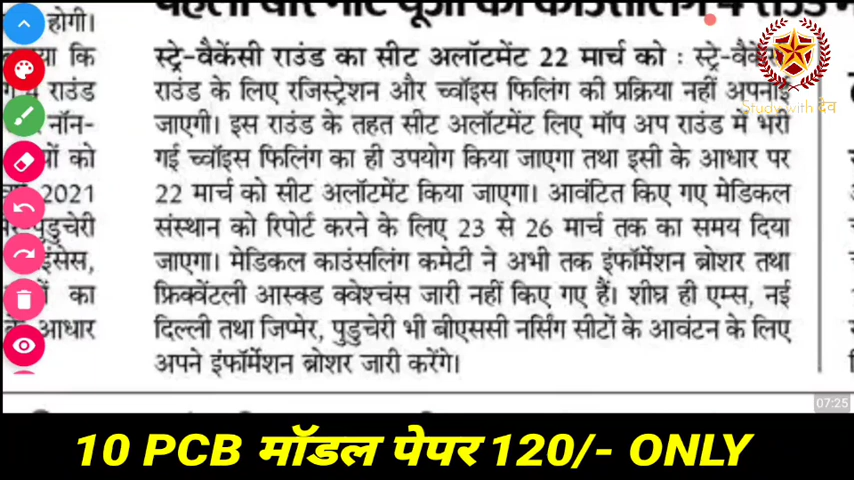 पहली बार नीट यूजी की काउंसलिंग 4 राउंड
होगी।
कि
राउंड
नॉन-
को
2021
पुडुचेरी
का
आधार
स्ट्रे-वैकेंसी राउंड का सीट अलॉटमेंट 22 मार्च को : स्ट्रे-वैकेंसी
राउंड के लिए रजिस्ट्रेशन और च्वॉइस फिलिंग की प्रक्रिया नहीं अपनाई
जाएगी। इस राउंड के तहत सीट अलॉटमेंट लिए मॉप अप राउंड में भरी
गई च्वॉइस फिलिंग का ही उपयोग किया जाएगा तथा इसी के आधार पर
22 मार्च को सीट अलॉटमेंट किया जाएगा। आवंटित किए गए मेडिकल
संस्थान को रिपोर्ट करने के लिए 23 से 26 मार्च तक का समय दिया
जाएगा। मेडिकल काउंसलिंग कमेटी ने अभी तक इंफॉर्मेशन ब्रोशर तथा
फ्रिक्वेंटली आस्क्ड क्वेश्चंस जारी नहीं किए गए हैं। शीघ्र ही एम्स, नई
दिल्ली तथा जिप्मेर, पुडुचेरी भी बीएससी नर्सिंग सीटों के आवंटन के लिए
अपने इंफॉर्मेशन ब्रोशर जारी करेंगे।
Study with देव
07:25
10 PCB मॉडल पेपर 120/- ONLY